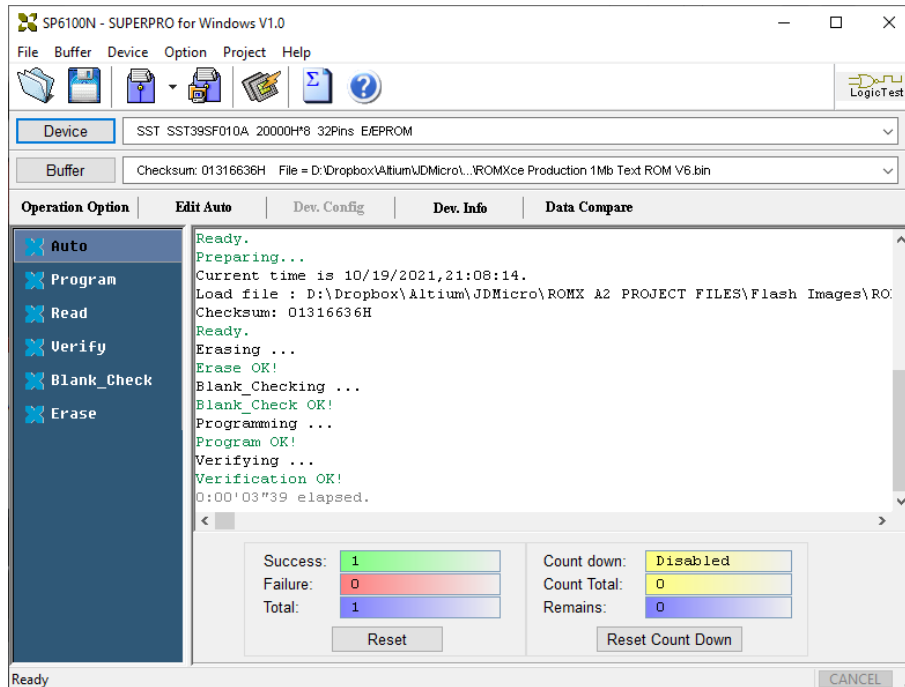 SP6100N - SUPERPRO for Windows V1.0
File Buffer Device Option Project Help
Σ ?
LogicTest
Device SST SST39SF010A 20000H*8 32Pins E/EPROM
Buffer Checksum: 01316636H File = D:\Dropbox\Altium\JDMicro\...\ROMXce Production 1Mb Text ROM V6.bin
Operation Option Edit Auto Dev. Config Dev. Info Data Compare
Auto
Program
Read
Verify
Blank_Check
Erase
Ready.
Preparing...
Current time is 10/19/2021,21:08:14.
Load file : D:\Dropbox\Altium\JDMicro\ROMX A2 PROJECT FILES\Flash Images\RO
Checksum: 01316636H
Ready.
Erasing ...
Erase OK!
Blank_Checking ...
Blank_Check OK!
Programming ...
Program OK!
Verifying ...
Verification OK!
0:00'03"39 elapsed.
Success: 1
Failure: 0
Total: 1
Reset
Count down: Disabled
Count Total: 0
Remains: 0
Reset Count Down
Ready
CANCEL